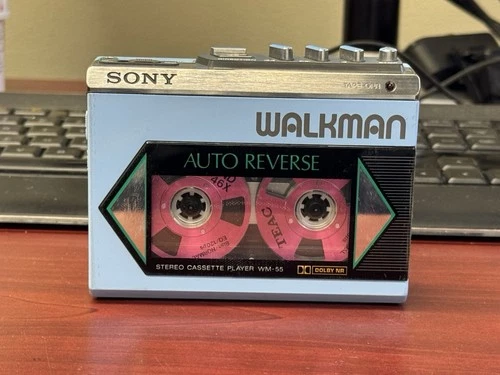 SONY
WALKMAN
AUTO REVERSE
TEAC
STEREO CASSETTE PLAYER WM-55
DOLBY NR